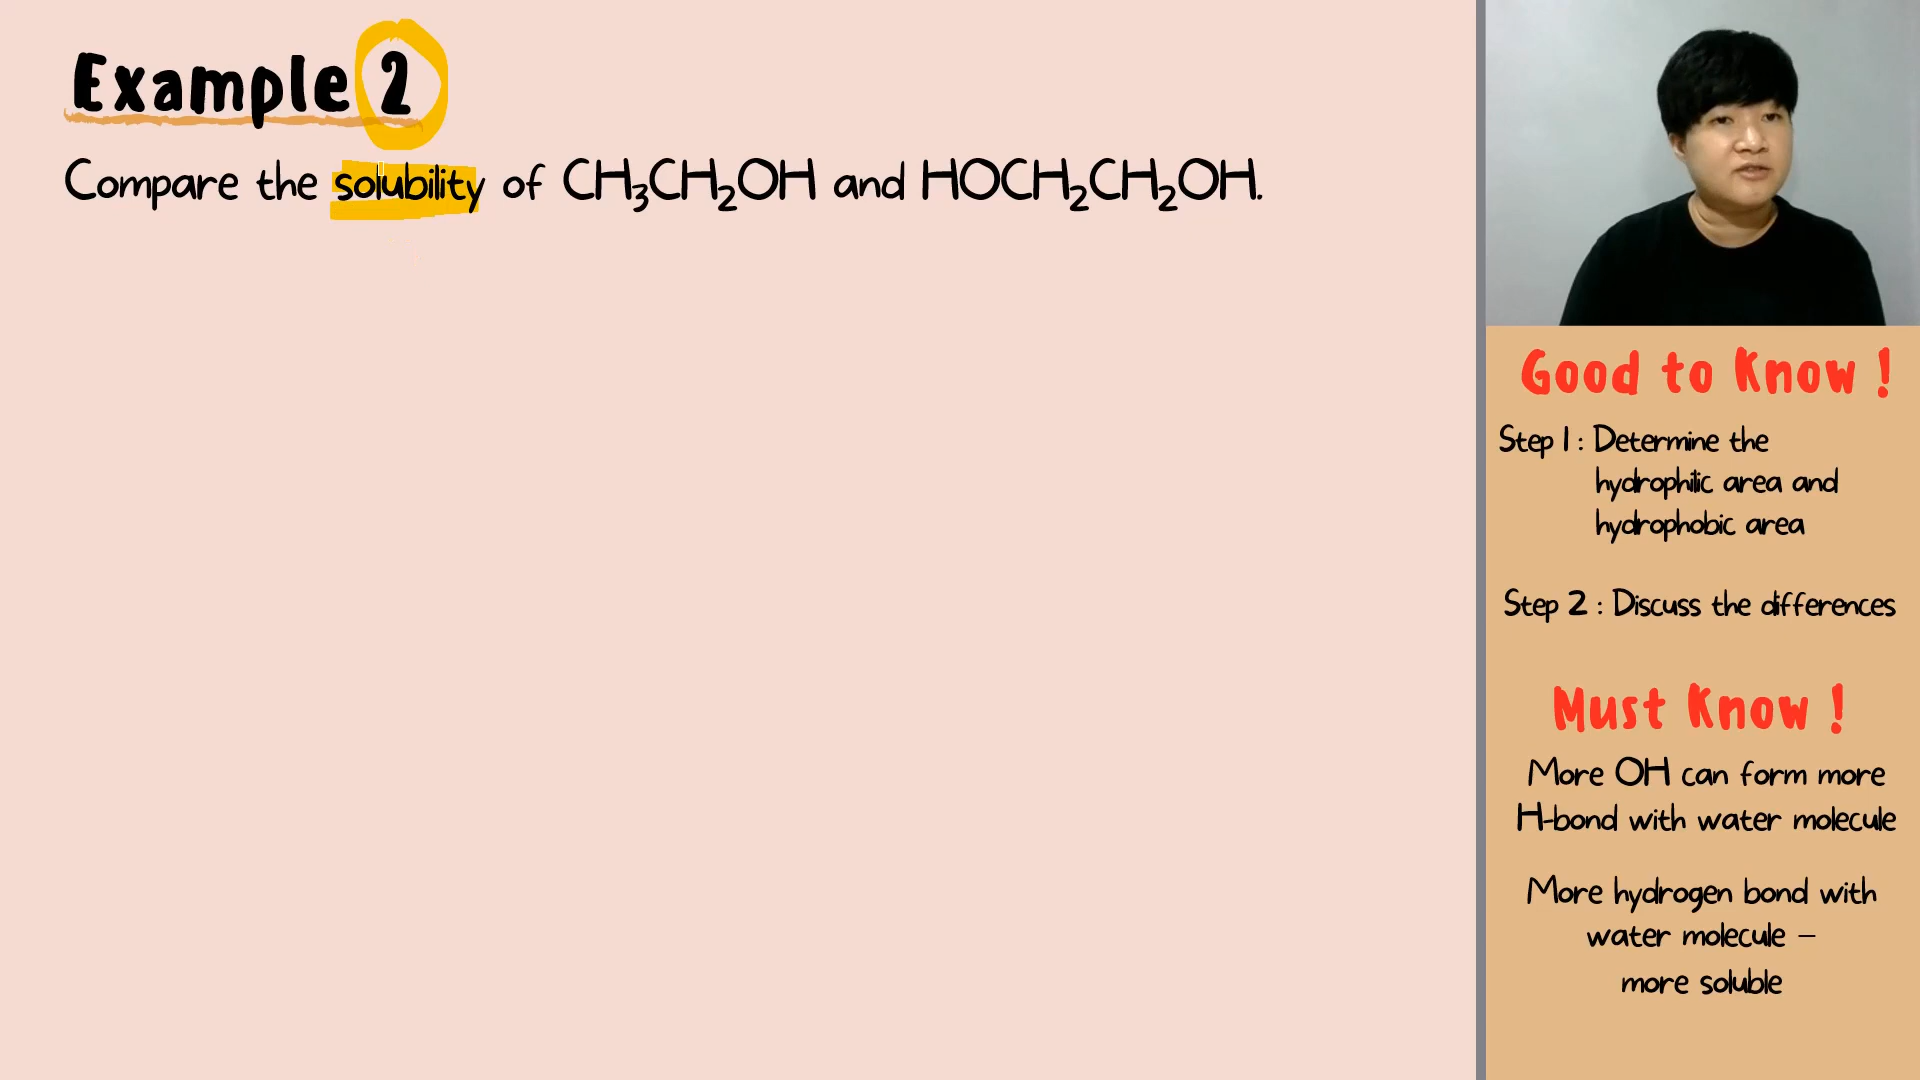 Example 2
Compare the solubility of CH₃CH₂OH and HOCH₂CH₂OH.
Good to Know !
Step 1 : Determine the
hydrophilic area and
hydrophobic area
Step 2 : Discuss the differences
Must Know !
More OH can form more
H-bond with water molecule
More hydrogen bond with
water molecule –
more soluble